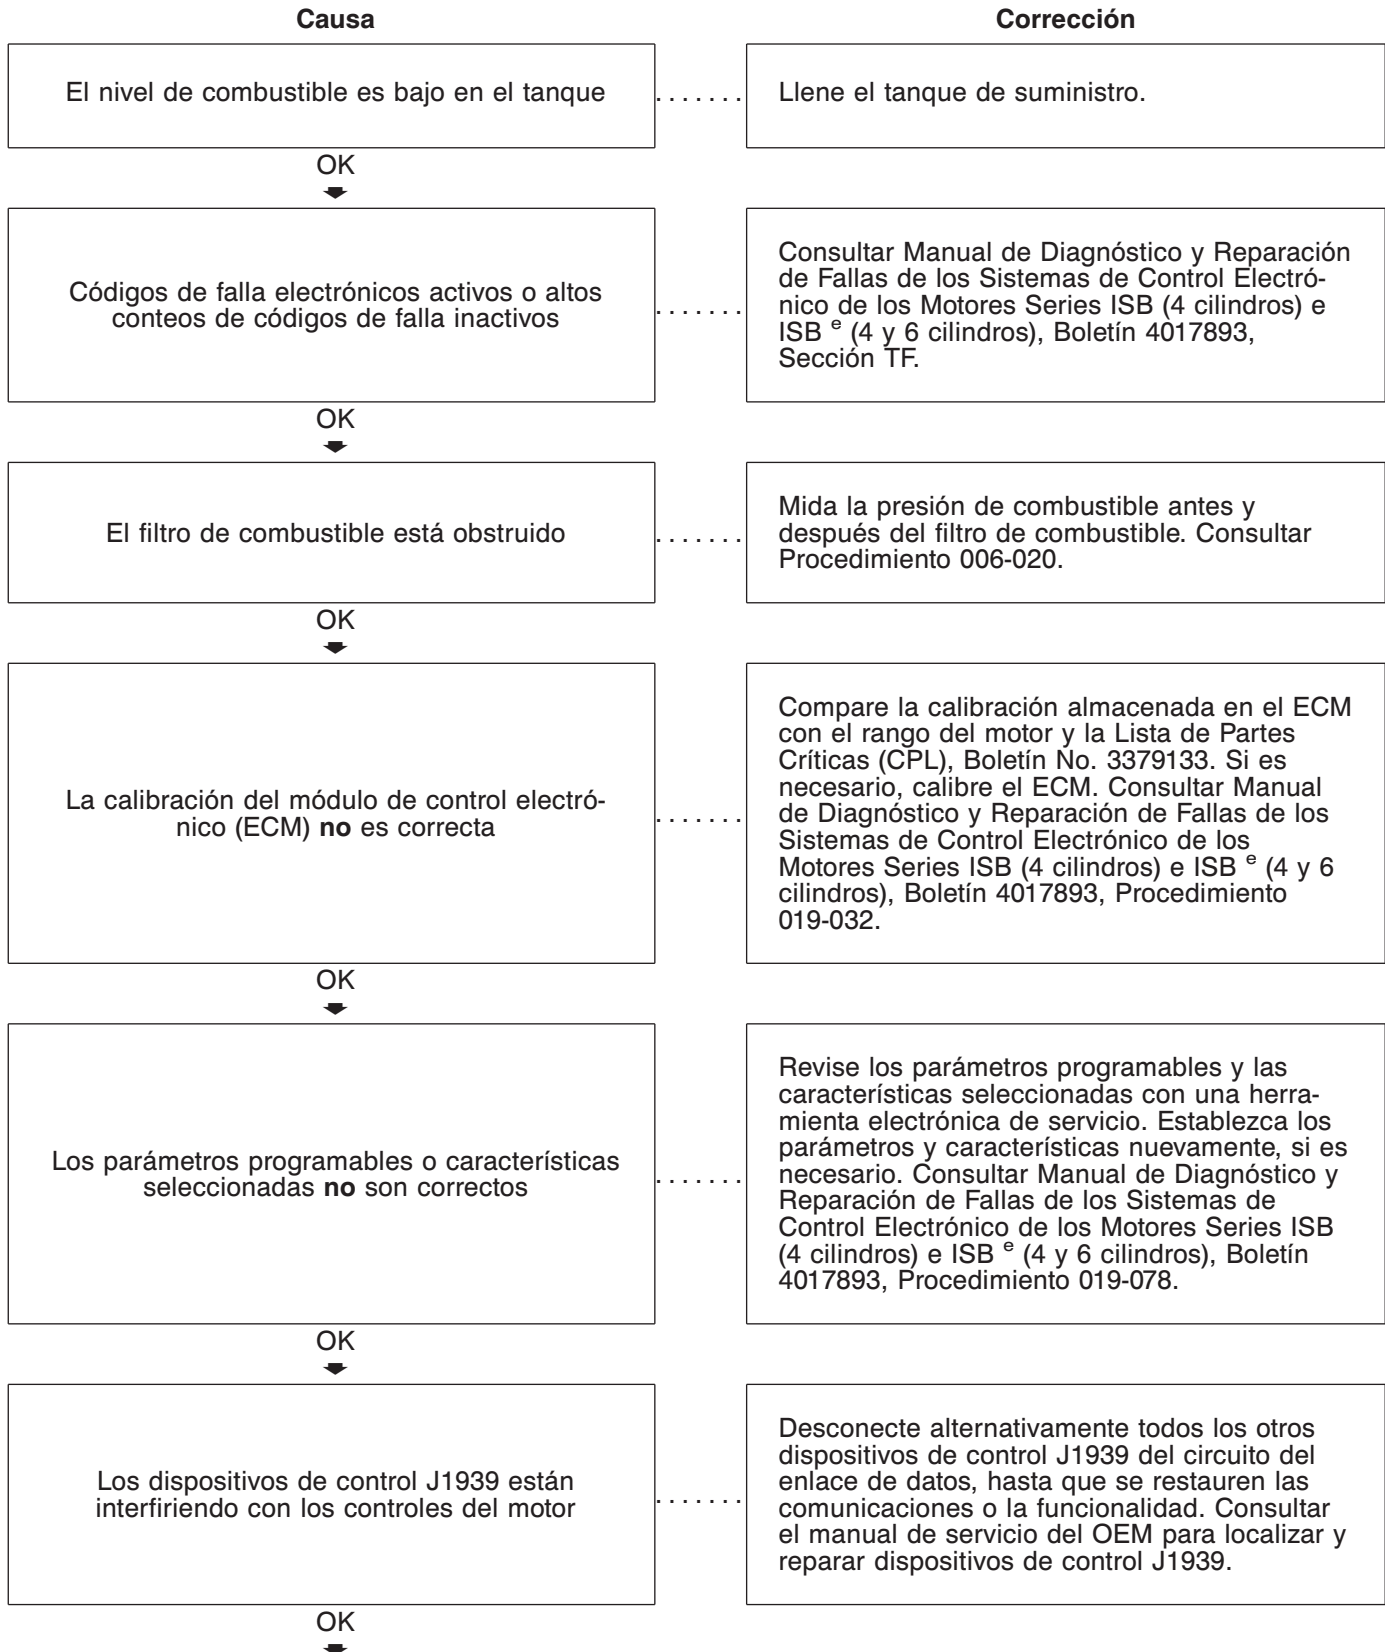 Causa
Corrección
El nivel de combustible es bajo en el tanque
. . . . . . .
Llene el tanque de suministro.
OK
Códigos de falla electrónicos activos o altos
conteos de códigos de falla inactivos
. . . . . . .
Consultar Manual de Diagnóstico y Reparación
de Fallas de los Sistemas de Control Electró-
nico de los Motores Series ISB (4 cilindros) e
ISB e (4 y 6 cilindros), Boletín 4017893,
Sección TF.
OK
El filtro de combustible está obstruido
. . . . . . .
Mida la presión de combustible antes y
después del filtro de combustible. Consultar
Procedimiento 006-020.
OK
La calibración del módulo de control electró-
nico (ECM) no es correcta
. . . . . . .
Compare la calibración almacenada en el ECM
con el rango del motor y la Lista de Partes
Críticas (CPL), Boletín No. 3379133. Si es
necesario, calibre el ECM. Consultar Manual
de Diagnóstico y Reparación de Fallas de los
Sistemas de Control Electrónico de los
Motores Series ISB (4 cilindros) e ISB e (4 y 6
cilindros), Boletín 4017893, Procedimiento
019-032.
OK
Los parámetros programables o características
seleccionadas no son correctos
. . . . . . .
Revise los parámetros programables y las
características seleccionadas con una herra-
mienta electrónica de servicio. Establezca los
parámetros y características nuevamente, si es
necesario. Consultar Manual de Diagnóstico y
Reparación de Fallas de los Sistemas de
Control Electrónico de los Motores Series ISB
(4 cilindros) e ISB e (4 y 6 cilindros), Boletín
4017893, Procedimiento 019-078.
OK
Los dispositivos de control J1939 están
interfiriendo con los controles del motor
. . . . . . .
Desconecte alternativamente todos los otros
dispositivos de control J1939 del circuito del
enlace de datos, hasta que se restauren las
comunicaciones o la funcionalidad. Consultar
el manual de servicio del OEM para localizar y
reparar dispositivos de control J1939.
OK